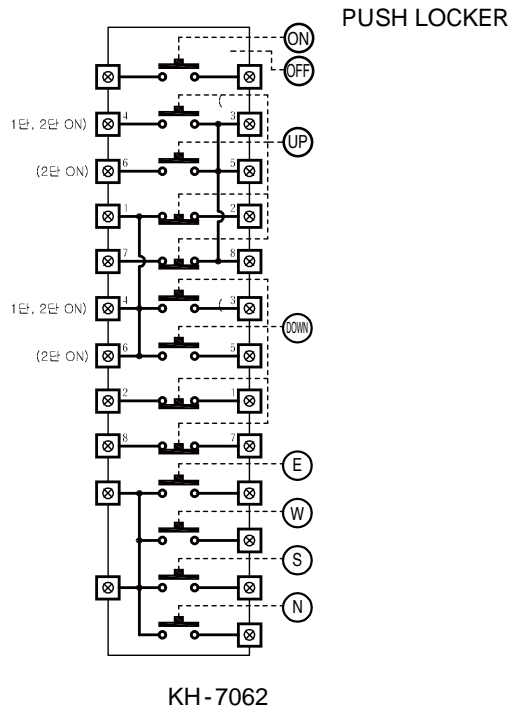 PUSH LOCKER
ON
OFF
1단, 2단 ON) 4 3
UP
(2단 ON) 6 5
1 2
7 8
1단, 2단 ON) 4 3
DOWN
(2단 ON) 6 5
2 1
8 7
E
W
S
N
KH-7062